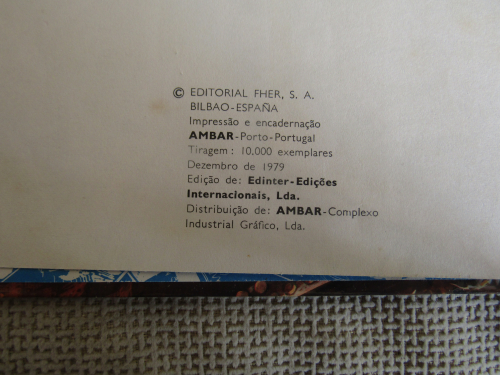 © EDITORIAL FHER, S. A.
BILBAO-ESPAÑA
Impressão e encadernação
AMBAR-Porto-Portugal
Tiragem: 10,000 exemplares
Dezembro de 1979
Edição de: Edinter-Edições
Internacionais, Lda.
Distribuição de: AMBAR-Complexo
Industrial Gráfico, Lda.